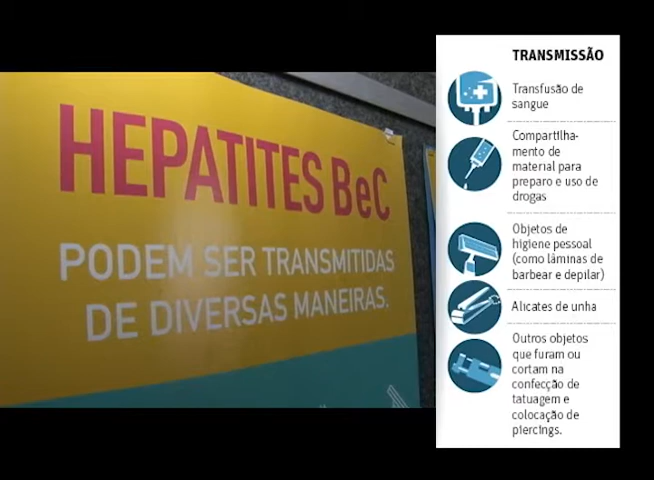 HEPATITES BeC
PODEM SER TRANSMITIDAS
DE DIVERSAS MANEIRAS.
TRANSMISSÃO
Transfusão de
sangue
Compartilha-
mento de
material para
preparo e uso de
drogas
Objetos de
higiene pessoal
(como lâminas de
barbear e depilar)
Alicates de unha
Outros objetos
que furam ou
cortam na
confecção de
tatuagem e
colocação de
piercings.